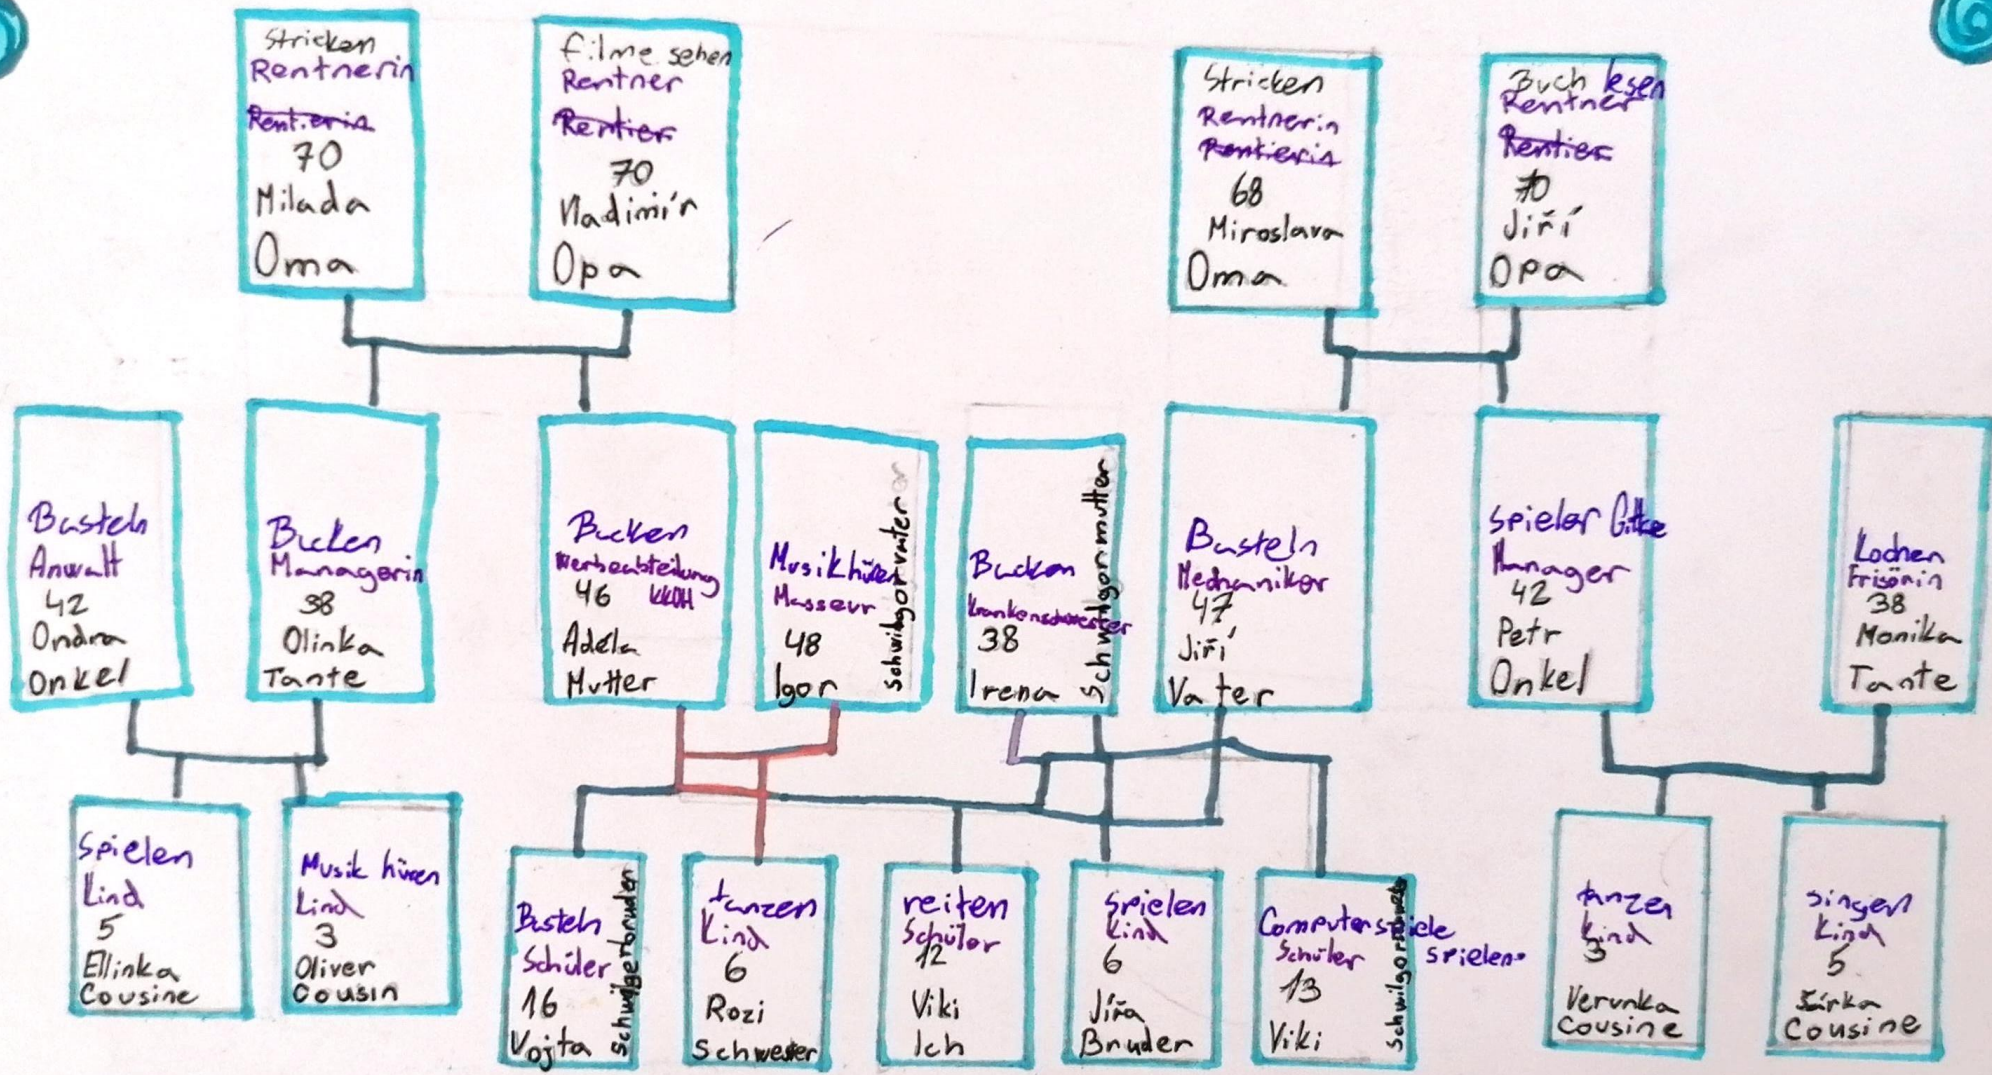 Stricken
Rentnerin
Rentierin
70
Milada
Oma
filme sehen
Rentner
Rentier
70
Vladimír
Opa
Stricken
Rentnerin
Rentierin
68
Miroslava
Oma
Buch lesen
Rentner
Rentier
70
Jiří
Opa
Basteln
Anwalt
42
Ondra
Onkel
Backen
Managerin
38
Olinka
Tante
Backen
Werbeabteilung
46
Adéla
Mutter
Musik hören
Masseur
48
Igor
Backen
Krankenschwester
38
Irena
Basteln
Mechaniker
47
Jiří
Vater
Manager
42
Petr
Onkel
Kochen
Frisörin
38
Monika
Tante
Spielen
Kind
5
Ellinka
Cousine
Musik hören
Kind
3
Oliver
Cousin
Basteln
Schüler
16
Vojta
tanzen
Kind
6
Rozi
Schwester
reiten
Schüler
12
Viki
Ich
spielen
Kind
6
Jíra
Bruder
Computerspiele
spielen
Schüler
13
Viki
tanzen
Kind
3
Verunka
Cousine
singen
Kind
5
Šárka
Cousine